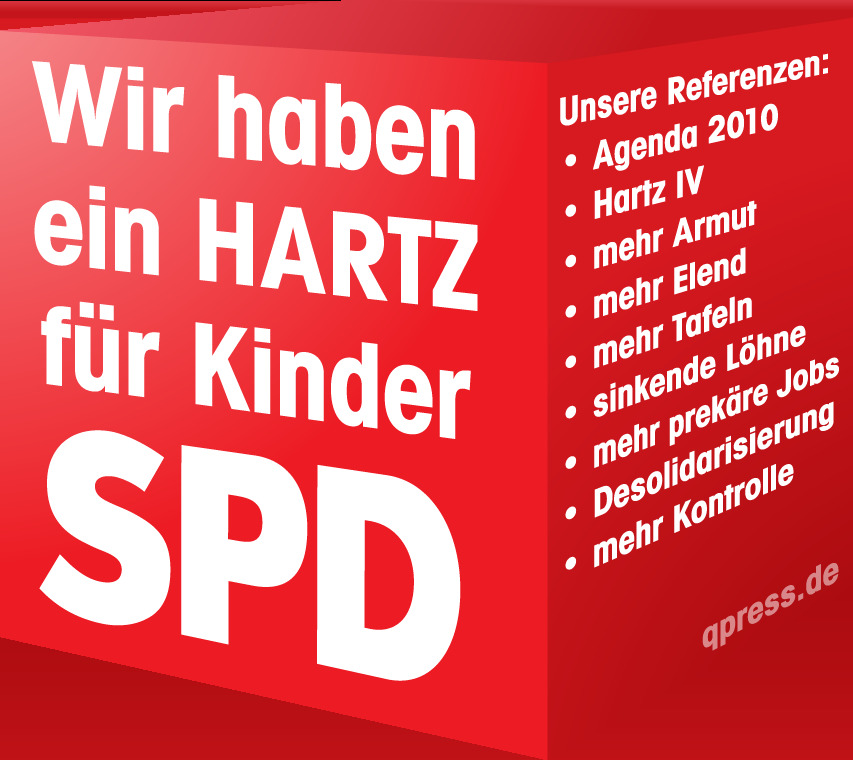 Wir haben
ein HARTZ
für Kinder
SPD
Unsere Referenzen:
• Agenda 2010
• Hartz IV
• mehr Armut
• mehr Elend
• mehr Tafeln
• sinkende Löhne
• mehr prekäre Jobs
• Desolidarisierung
• mehr Kontrolle
qpress.de